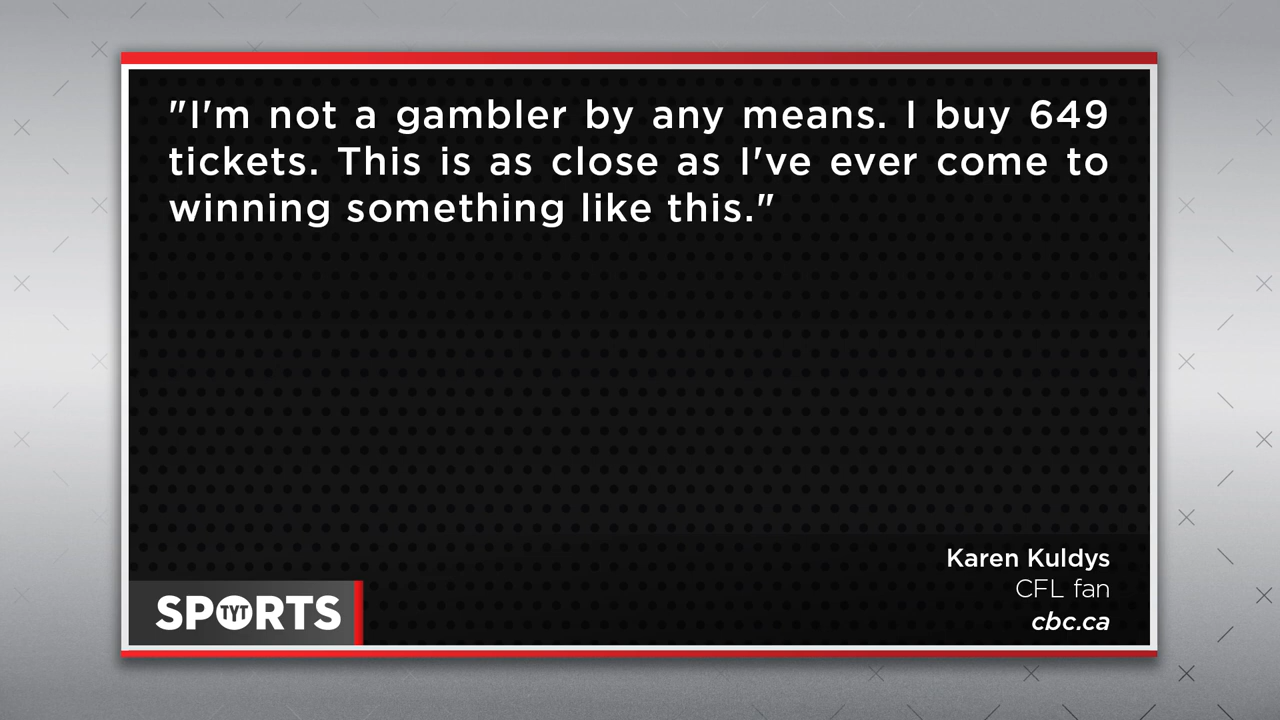 "I'm not a gambler by any means. I buy 649
tickets. This is as close as I've ever come to
winning something like this."
Karen Kuldys
CFL fan
cbc.ca
SPORTS
TYT